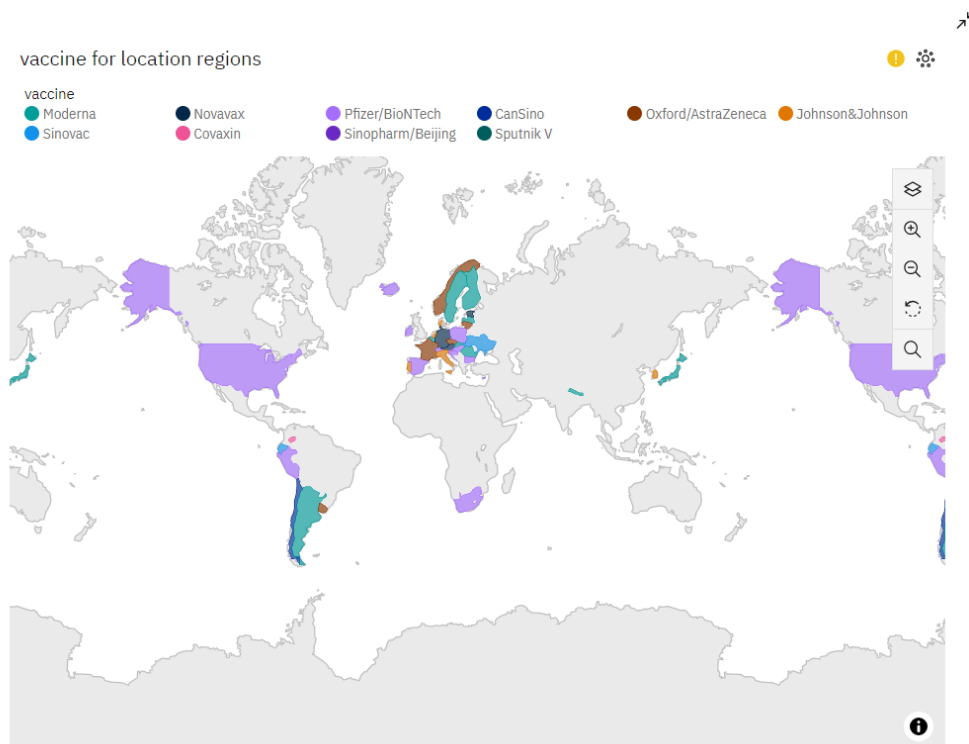 vaccine for location regions
vaccine
Moderna Novavax Pfizer/BioNTech CanSino Oxford/AstraZeneca Johnson&Johnson
Sinovac Covaxin Sinopharm/Beijing Sputnik V